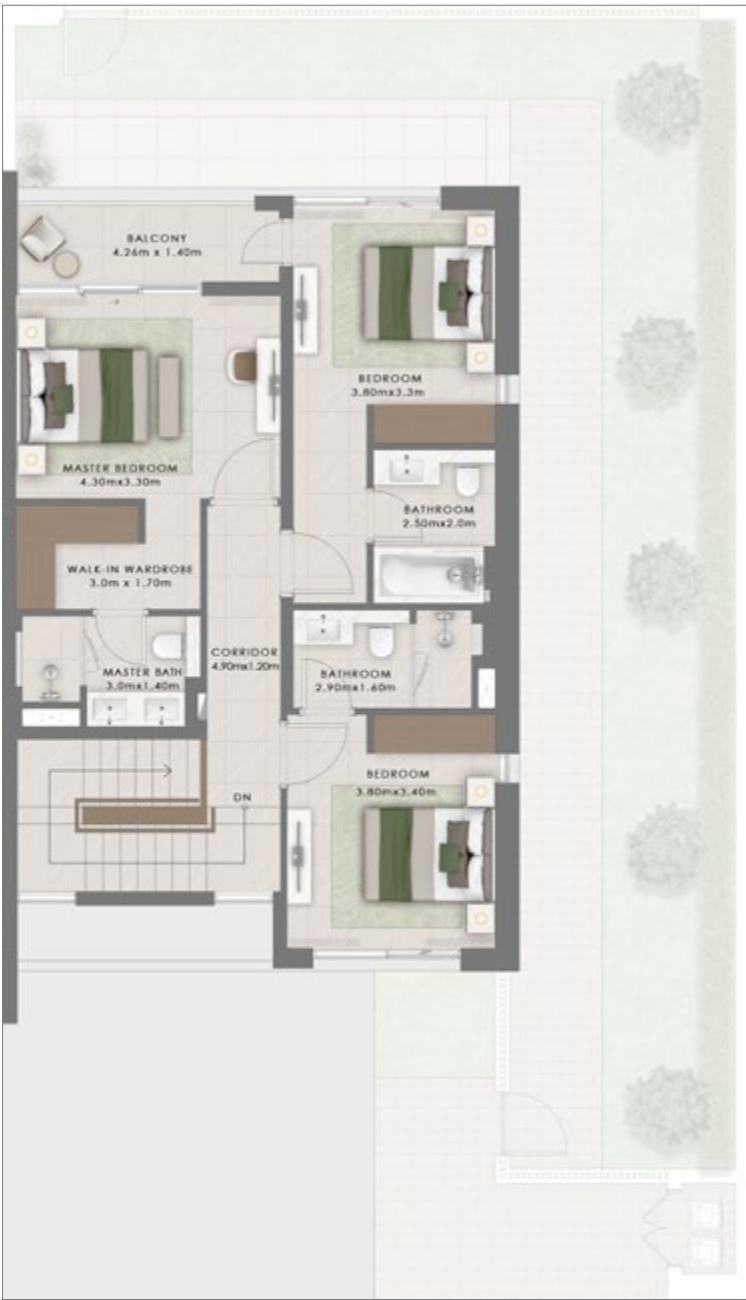 BALCONY
4.26m x 1.40m
BEDROOM
3.80mx3.3m
MASTER BEDROOM
4.30mx3.30m
BATHROOM
2.50mx2.0m
WALK-IN WARDROBE
3.0m x 1.70m
CORRIDOR
4.90mx1.20m
MASTER BATH
3.0mx1.40m
BATHROOM
2.90mx1.60m
BEDROOM
3.80mx3.40m
DN